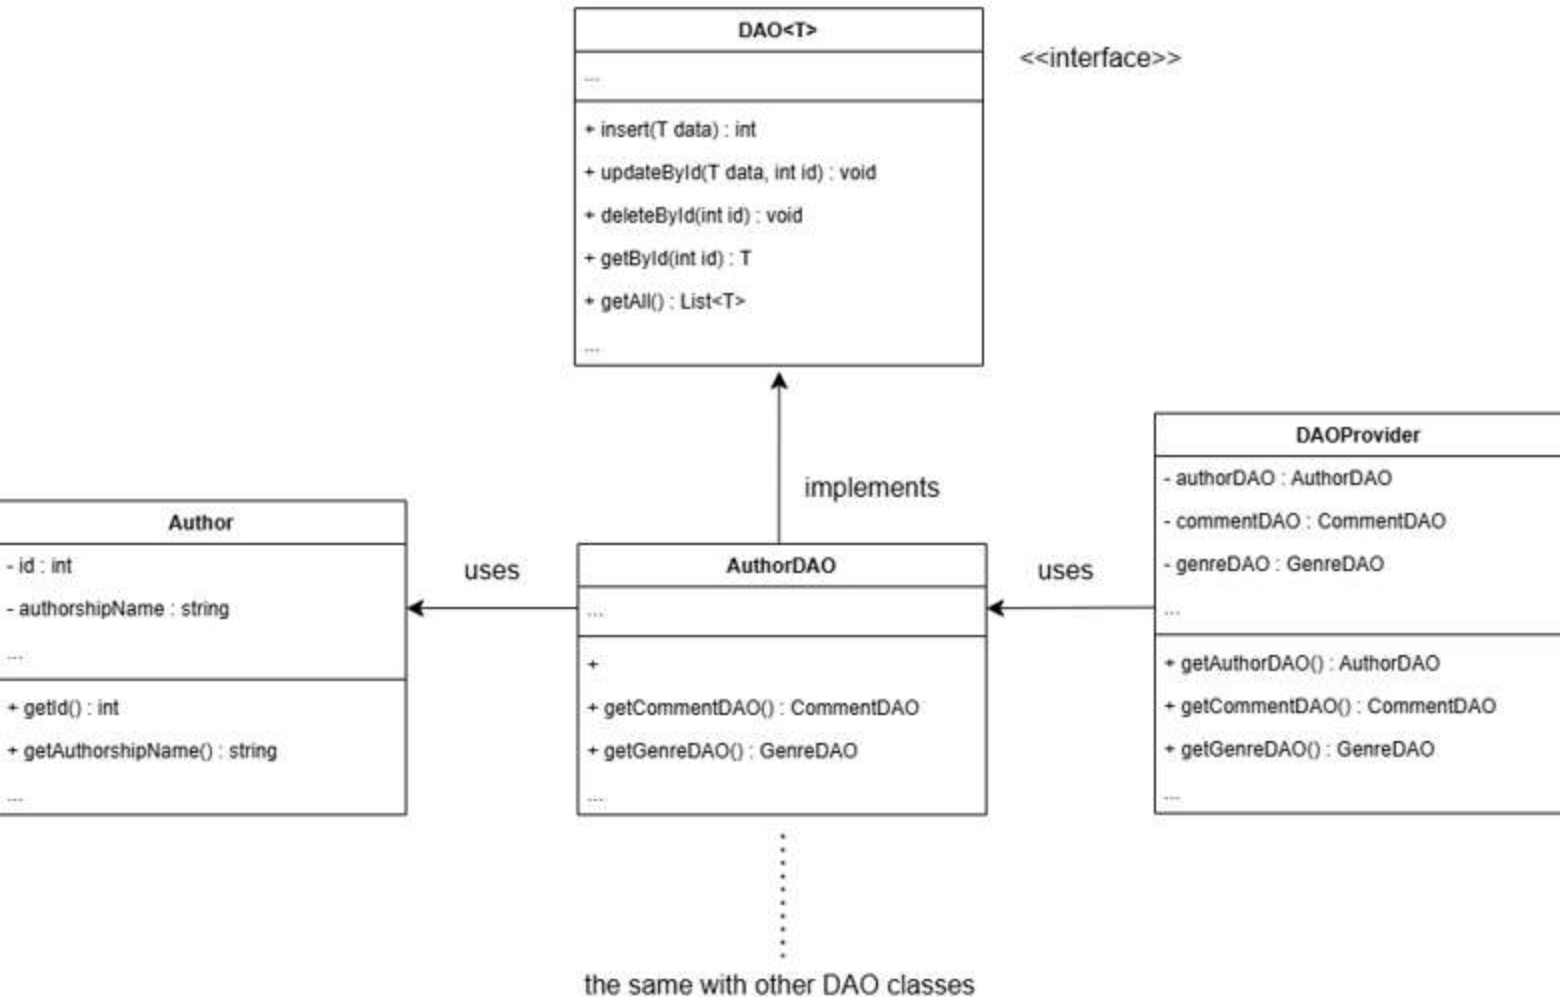 DAO<T>
<<interface>>
...
+ insert(T data) : int
+ updateById(T data, int id) : void
+ deleteById(int id) : void
+ getById(int id) : T
+ getAll() : List<T>
...
implements
Author
- id : int
- authorshipName : string
...
+ getId() : int
+ getAuthorshipName() : string
...
uses
AuthorDAO
...
+
+ getCommentDAO() : CommentDAO
+ getGenreDAO() : GenreDAO
...
uses
DAOProvider
- authorDAO : AuthorDAO
- commentDAO : CommentDAO
- genreDAO : GenreDAO
...
+ getAuthorDAO() : AuthorDAO
+ getCommentDAO() : CommentDAO
+ getGenreDAO() : GenreDAO
...
the same with other DAO classes